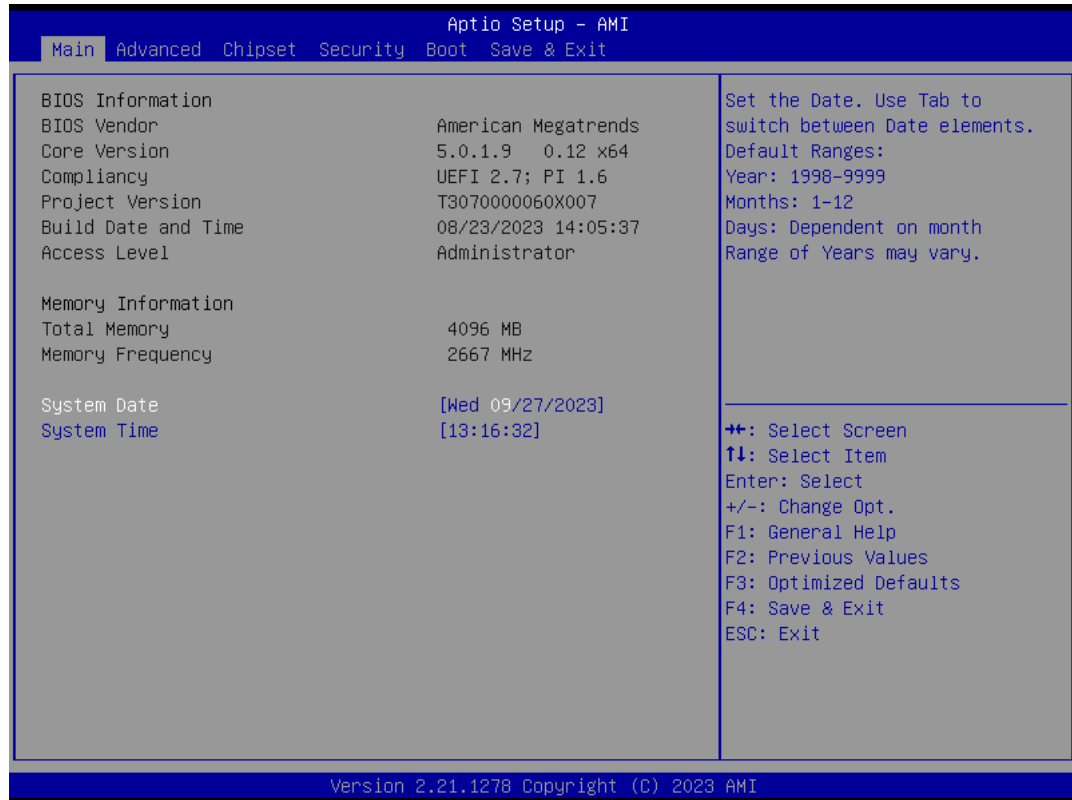 Aptio Setup - AMI
Main Advanced Chipset Security Boot Save & Exit
BIOS Information
BIOS Vendor American Megatrends
Core Version 5.0.1.9 0.12 x64
Compliancy UEFI 2.7; PI 1.6
Project Version T3070000060X007
Build Date and Time 08/23/2023 14:05:37
Access Level Administrator
Memory Information
Total Memory 4096 MB
Memory Frequency 2667 MHz
System Date [Wed 09/27/2023]
System Time [13:16:32]
Set the Date. Use Tab to
switch between Date elements.
Default Ranges:
Year: 1998-9999
Months: 1-12
Days: Dependent on month
Range of Years may vary.
→←: Select Screen
↑↓: Select Item
Enter: Select
+/-: Change Opt.
F1: General Help
F2: Previous Values
F3: Optimized Defaults
F4: Save & Exit
ESC: Exit
Version 2.21.1278 Copyright (C) 2023 AMI